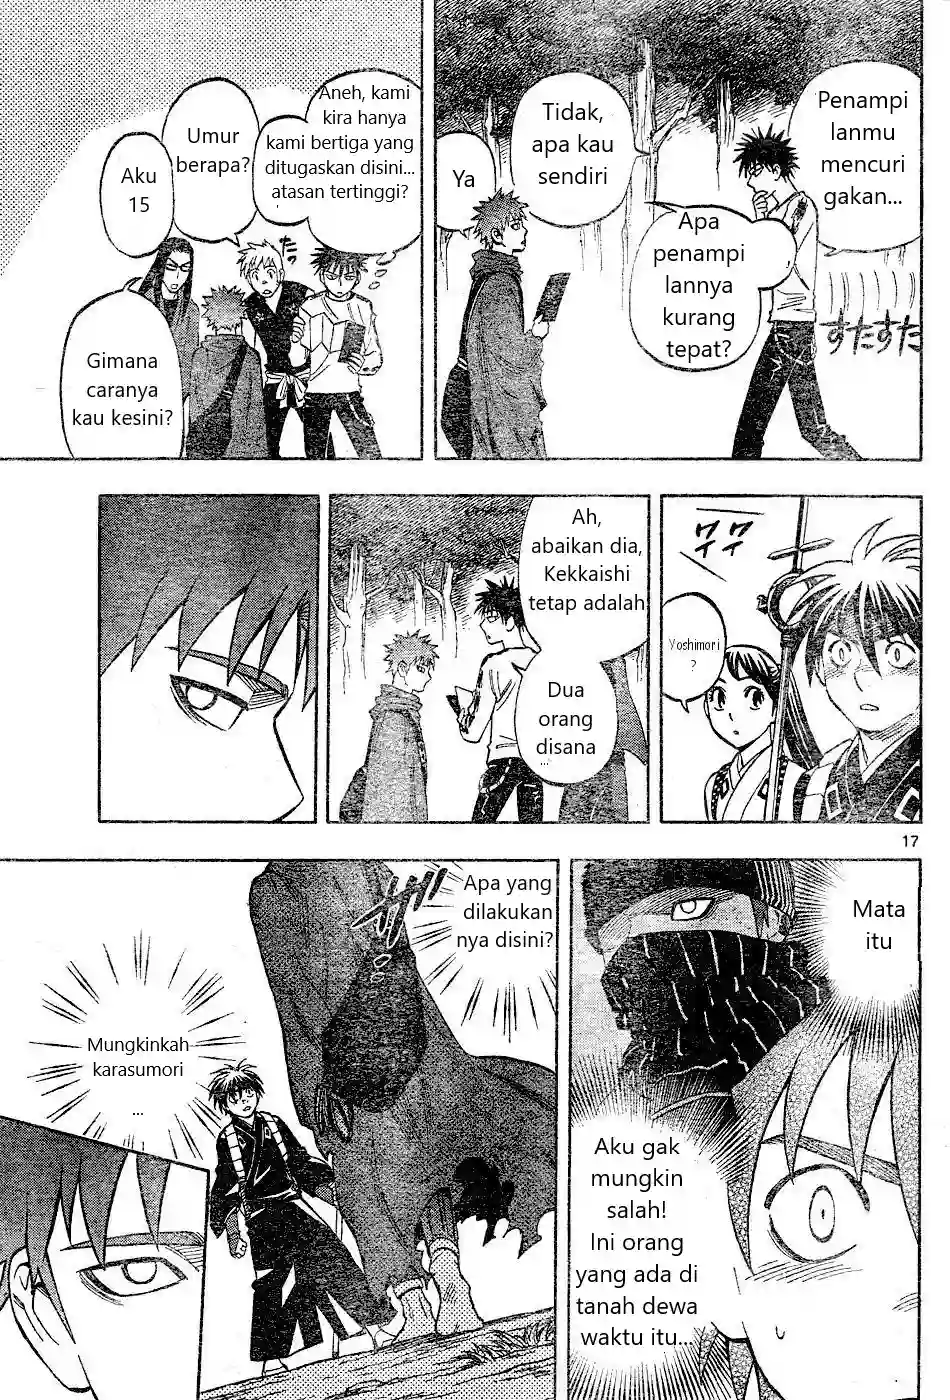 Penampi
lanmu
mencuri
gakan...
Apa
penampi
lannya
kurang
tepat?
Tidak,
apa kau
sendiri
Ya
すたすた
Aneh, kami
kira hanya
kami bertiga yang
ditugaskan disini...
atasan tertinggi?
Umur
berapa?
Aku
15
Gimana
caranya
kau kesini?
ワイ
ワイ
Yoshimori
?
Ah,
abaikan dia,
Kekkaishi
tetap adalah
Dua
orang
disana
...
17
Mata
itu
Aku gak
mungkin
salah!
Ini orang
yang ada di
tanah dewa
waktu itu...
Apa yang
dilakukan
nya disini?
Mungkinkah
karasumori
...